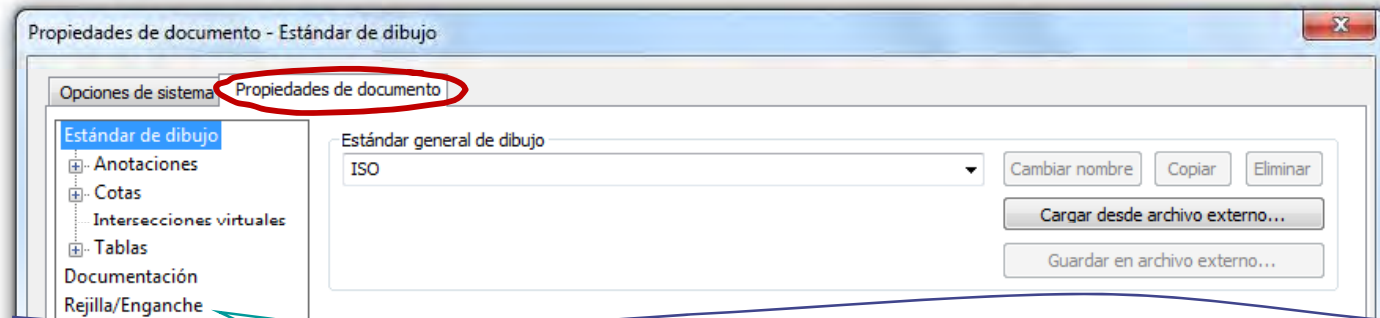 Propiedades de documento - Estándar de dibujo
Opciones de sistema Propiedades de documento
Estándar de dibujo
Estándar general de dibujo
Anotaciones
ISO
Cambiar nombre Copiar Eliminar
Cotas
Intersecciones virtuales
Cargar desde archivo externo...
Tablas
Guardar en archivo externo...
Documentación
Rejilla/Enganche